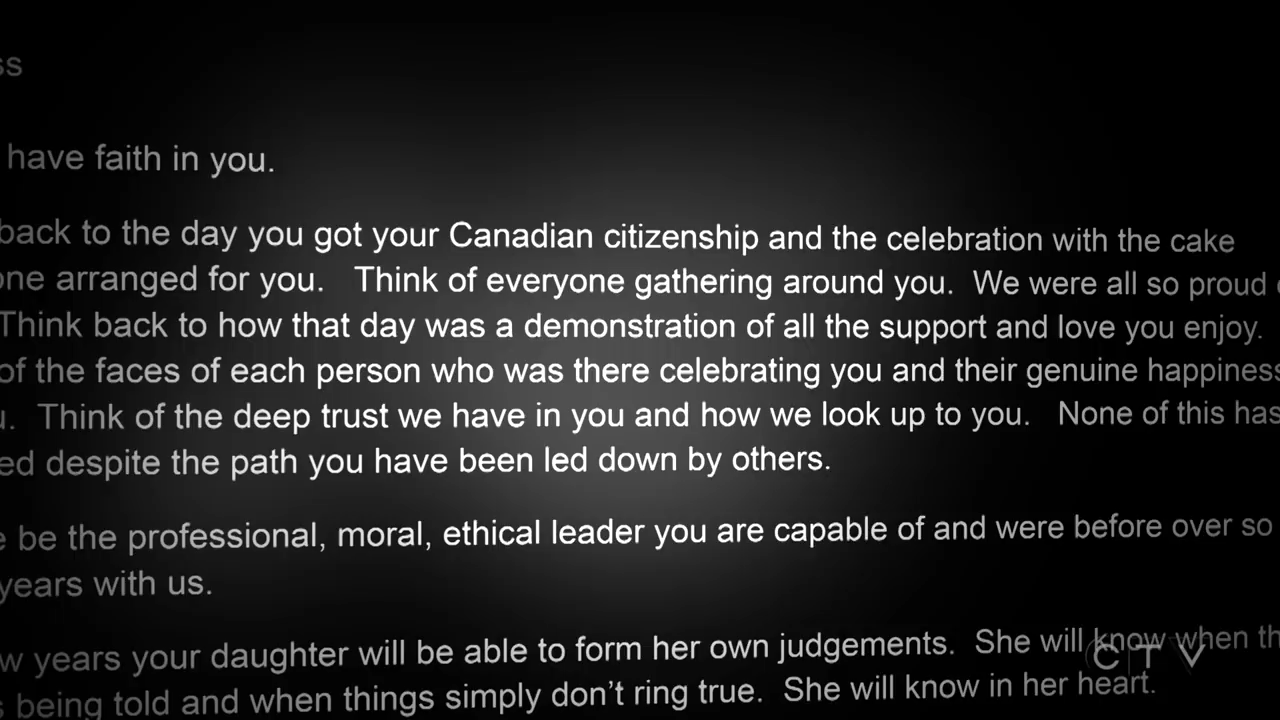 ss
have faith in you.
back to the day you got your Canadian citizenship and the celebration with the cake
one arranged for you. Think of everyone gathering around you. We were all so proud
Think back to how that day was a demonstration of all the support and love you enjoy.
of the faces of each person who was there celebrating you and their genuine happiness
u. Think of the deep trust we have in you and how we look up to you. None of this has
ed despite the path you have been led down by others.
e be the professional, moral, ethical leader you are capable of and were before over so
years with us.
w years your daughter will be able to form her own judgements. She will know when th
s being told and when things simply don't ring true. She will know in her heart.
CTV